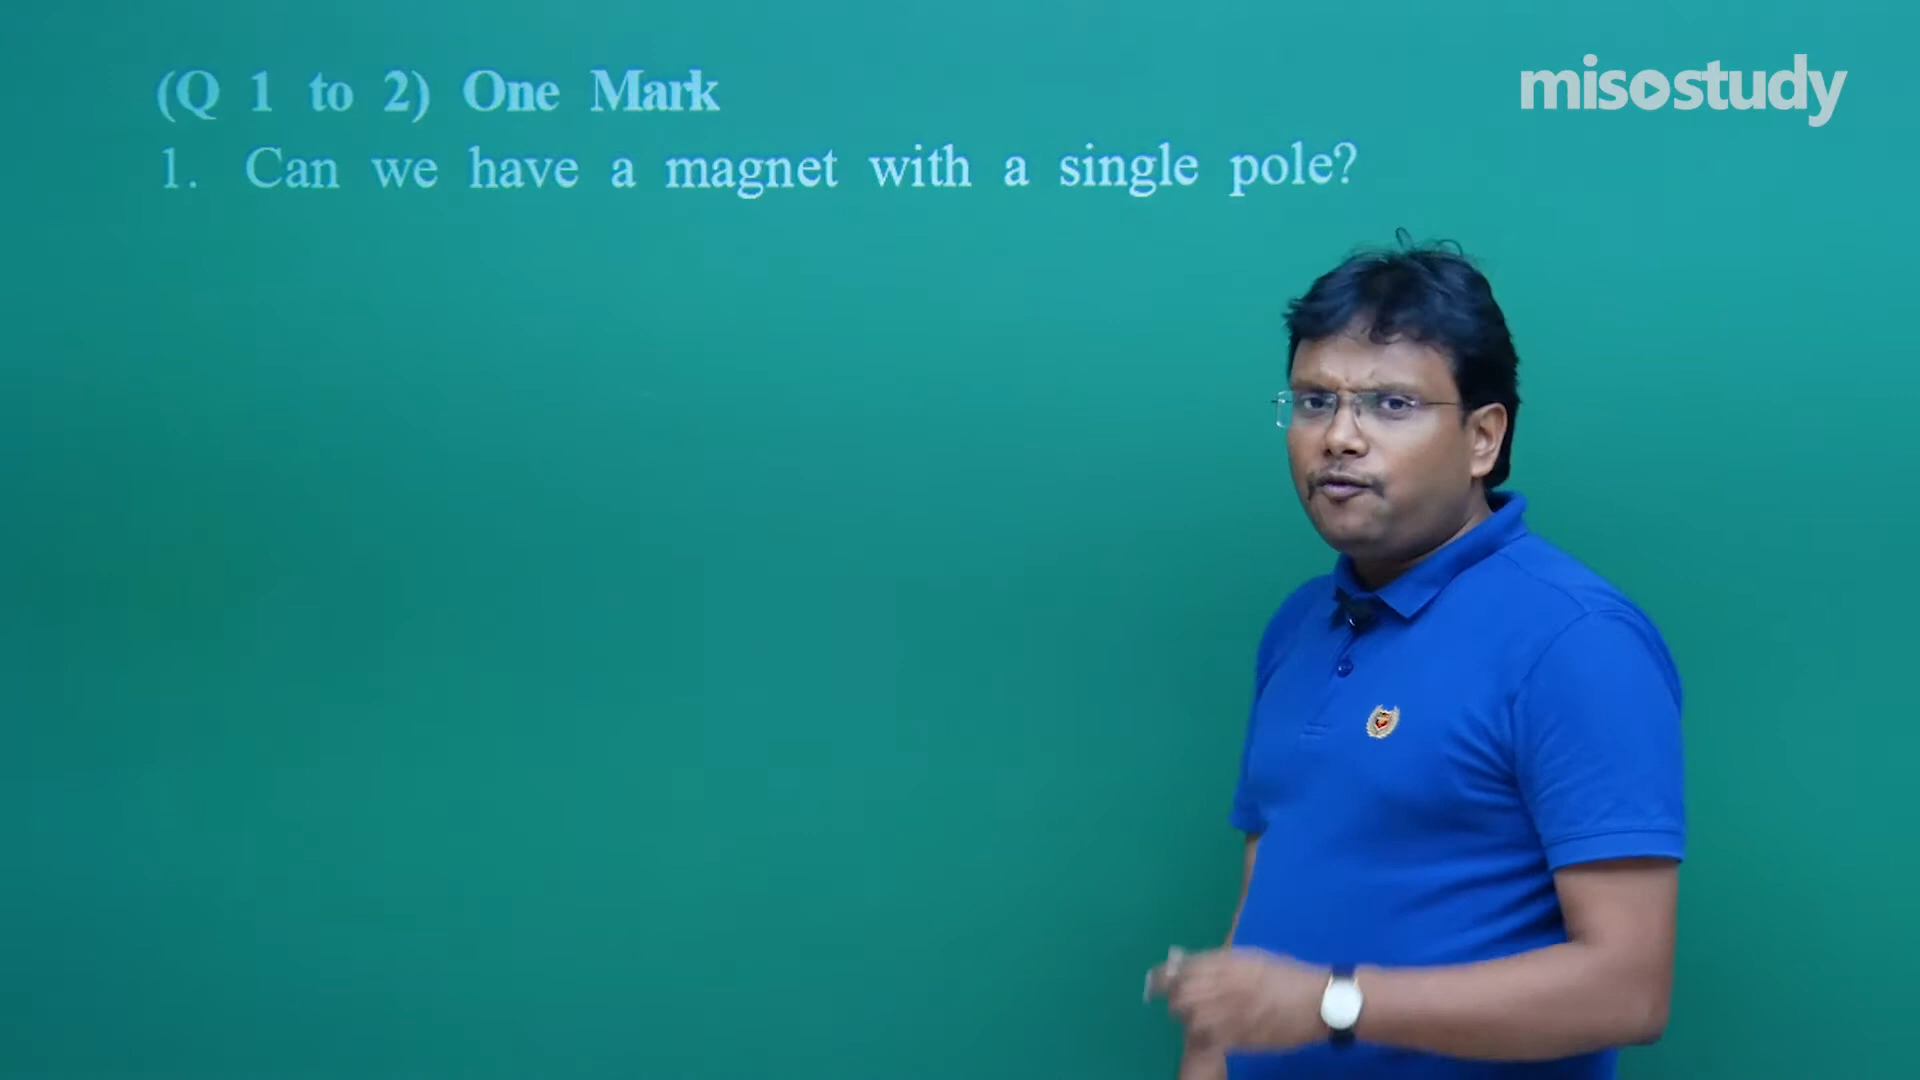 misostudy
(Q 1 to 2) One Mark
1. Can we have a magnet with a single pole?